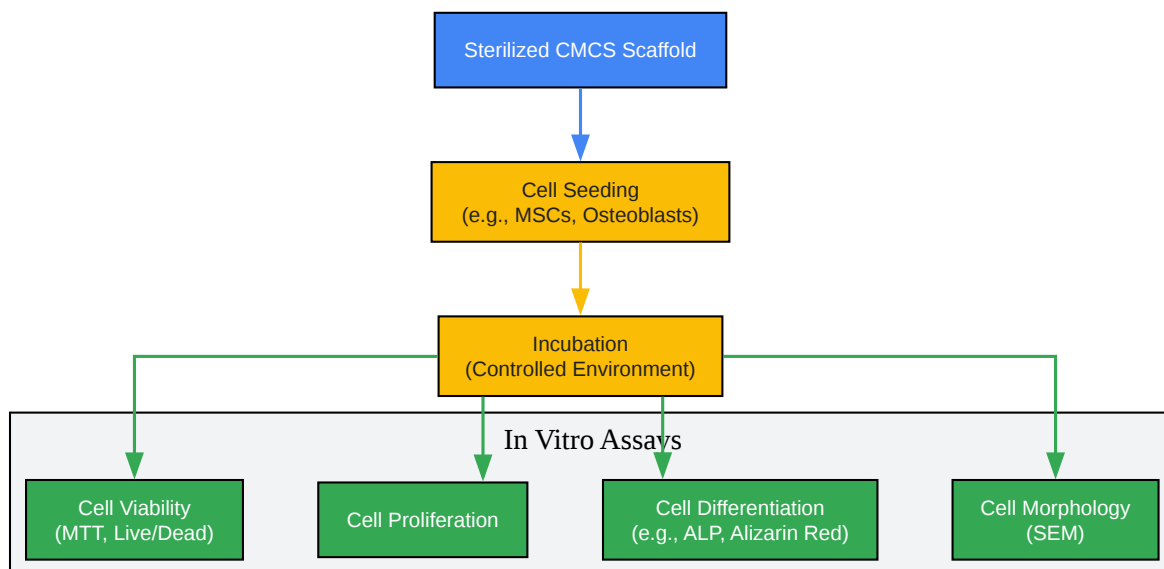 Sterilized CMCS Scaffold
Cell Seeding
(e.g., MSCs, Osteoblasts)
Incubation
(Controlled Environment)
In Vitro Assays
Cell Viability
(MTT, Live/Dead)
Cell Proliferation
Cell Differentiation
(e.g., ALP, Alizarin Red)
Cell Morphology
(SEM)